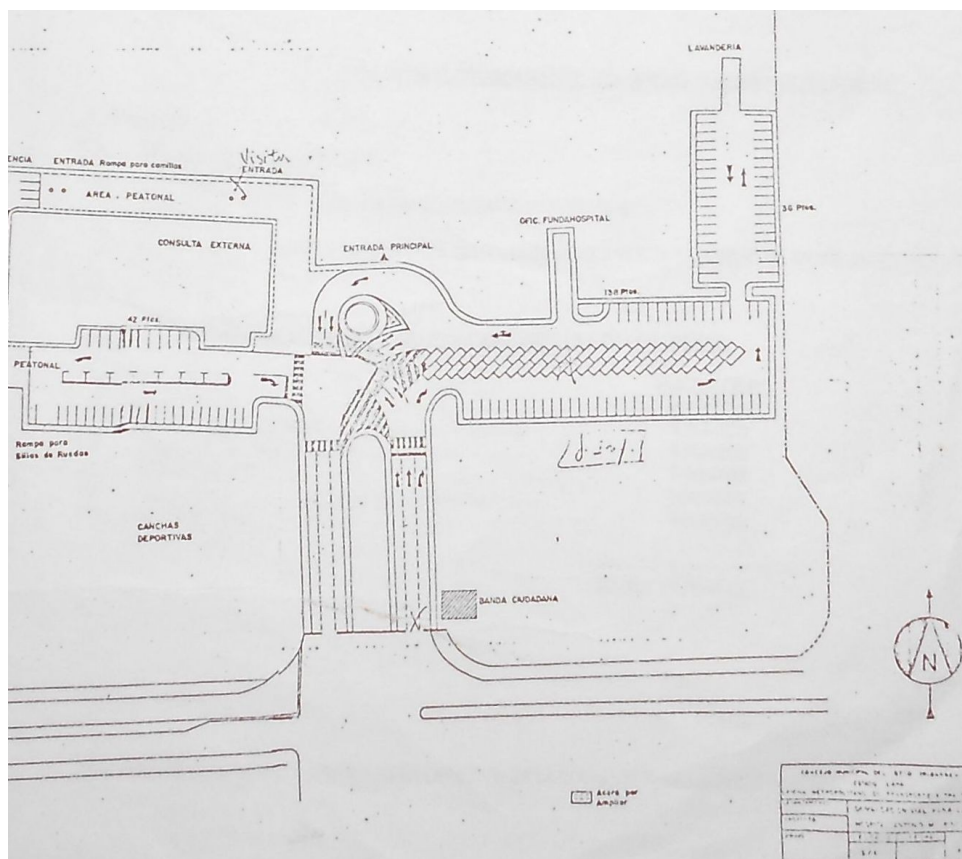 LAVANDERIA
ENCIA
ENTRADA Rampa para camillas
Visita
ENTRADA
AREA PEATONAL
36 Ptos.
OFIC. FUNDAHOSPITAL
CONSULTA EXTERNA
ENTRADA PRINCIPAL
138 Ptos.
42 Ptos.
PEATONAL
Rampa para
Sillas de Ruedas
CANCHAS
DEPORTIVAS
BANDA CIUDADANA
N
Acera por
Ampliar